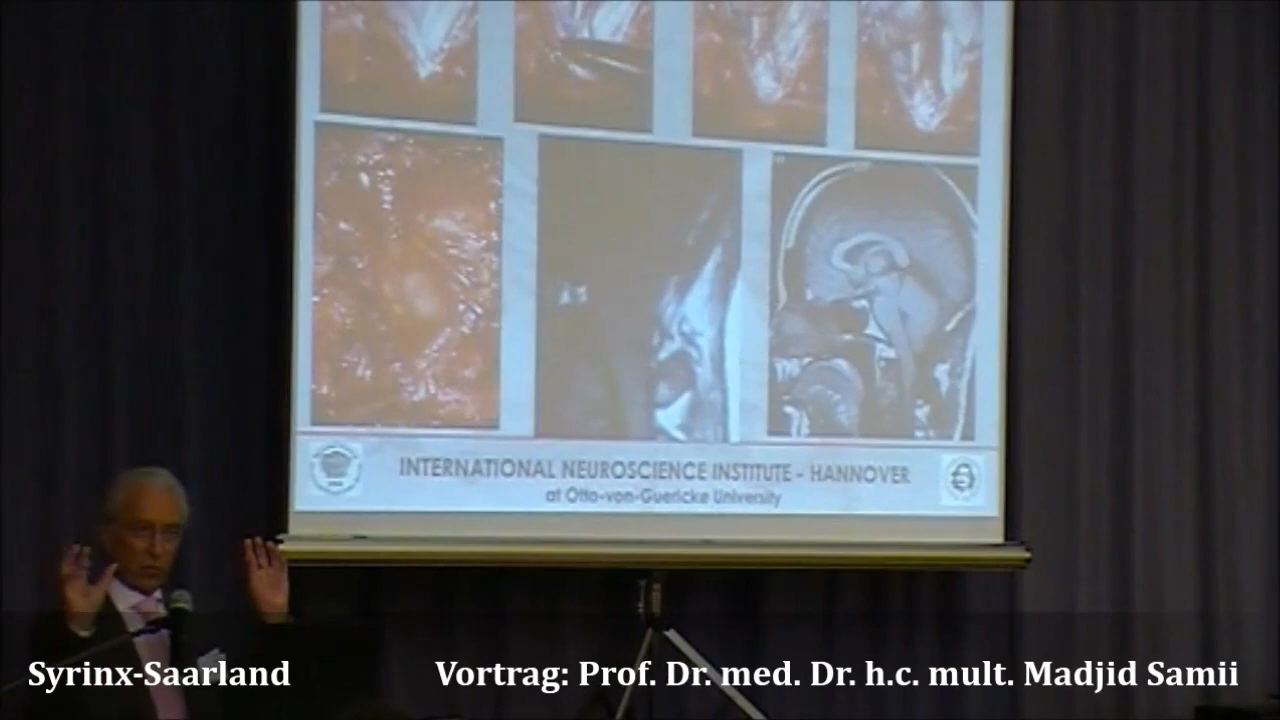 INTERNATIONAL NEUROSCIENCE INSTITUTE - HANNOVER
at Otto-von-Guericke University
Syrinx-Saarland
Vortrag: Prof. Dr. med. Dr. h.c. mult. Madjid Samii